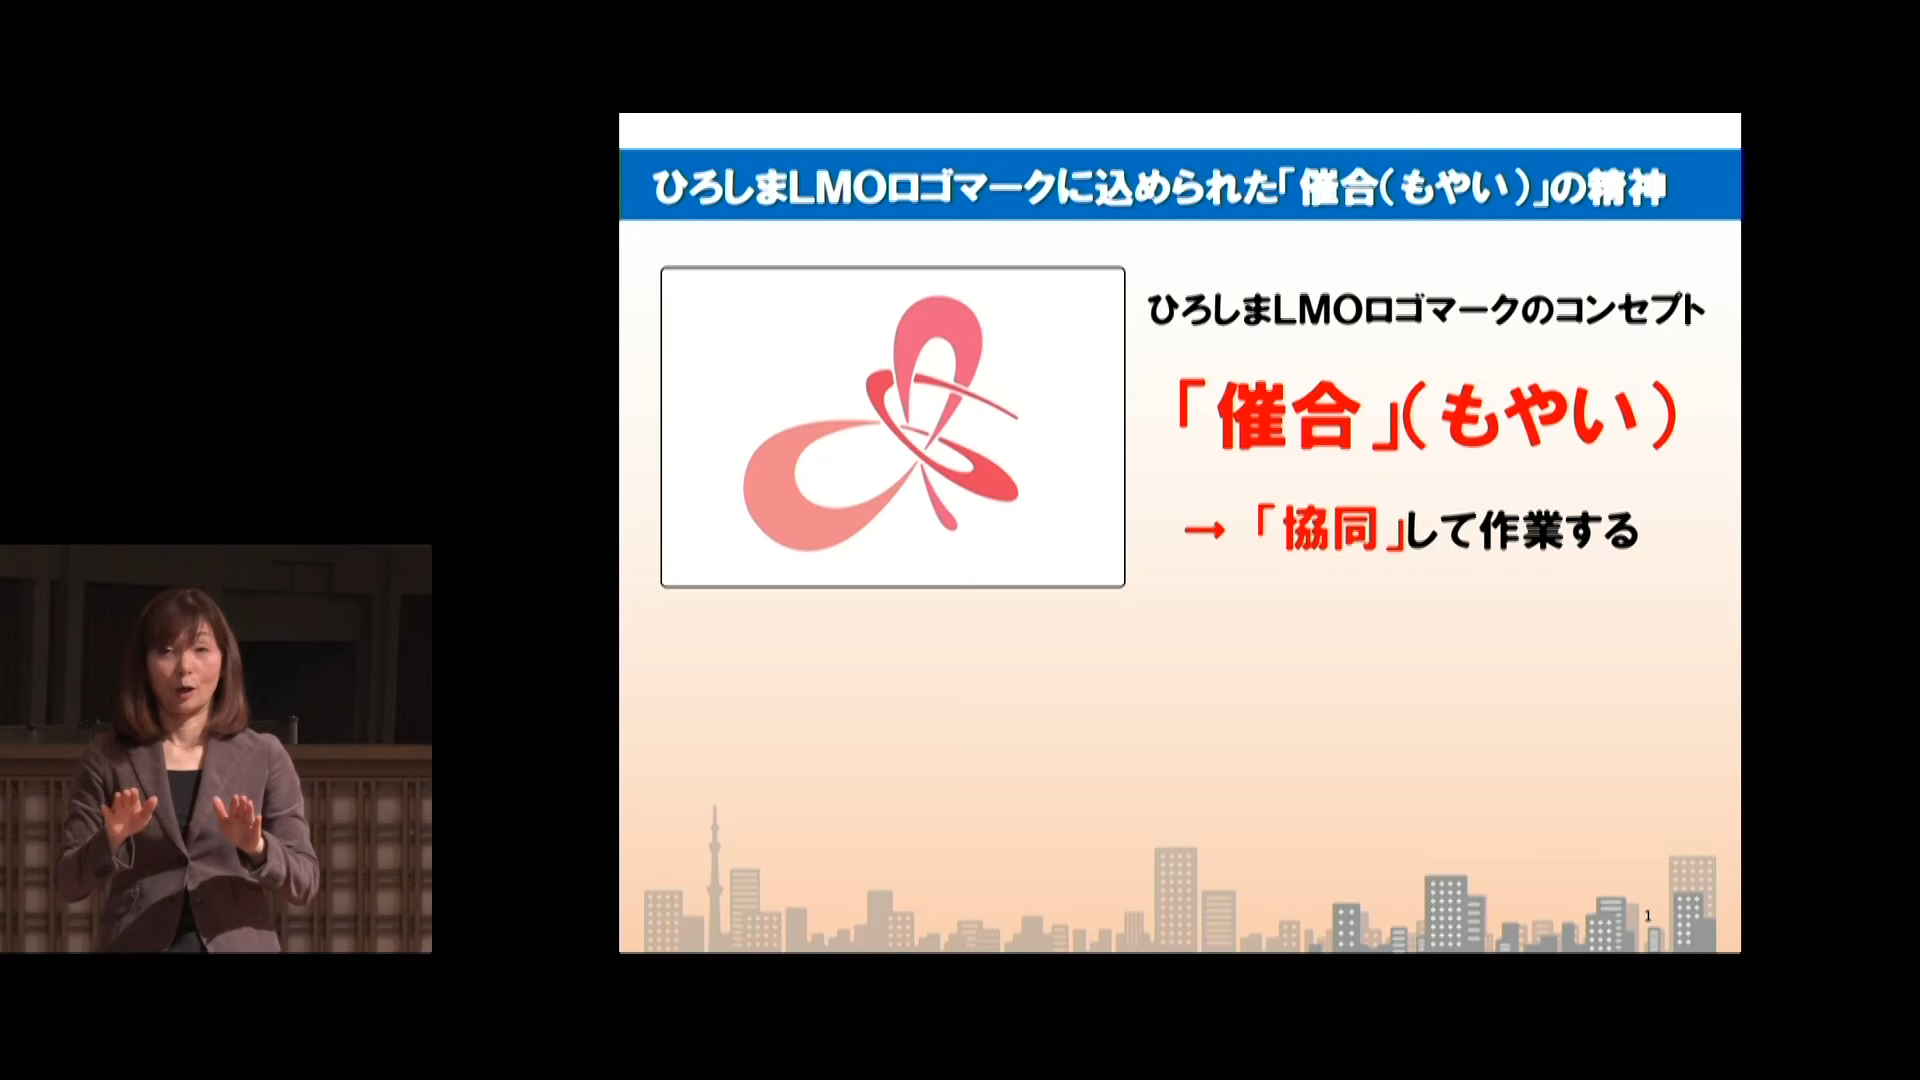 ひろしまLMOロゴマークに込められた「催合(もやい)」の精神
ひろしまLMOロゴマークのコンセプト
「催合」(もやい)
→「協同」して作業する
1